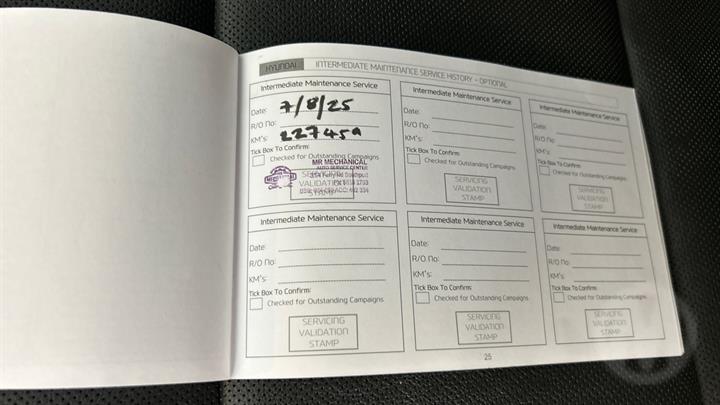 HYUNDAI INTERMEDIATE MAINTENANCE SERVICE HISTORY - OPTIONAL
Intermediate Maintenance Service
Date: 7/8/25
R/O No:
KM's: 227459
Tick Box To Confirm:
Checked for Outstanding Campaigns
MR MECHANICAL
AUTO SERVICE CENTER
SERVICING
VALIDATION
STAMP
Intermediate Maintenance Service
Date:
R/O No:
KM's:
Tick Box To Confirm:
Checked for Outstanding Campaigns
SERVICING
VALIDATION
STAMP
Intermediate Maintenance Service
Date:
R/O No:
KM's:
Tick Box To Confirm:
Checked for Outstanding Campaigns
SERVICING
VALIDATION
STAMP
Intermediate Maintenance Service
Date:
R/O No:
KM's:
Tick Box To Confirm:
Checked for Outstanding Campaigns
SERVICING
VALIDATION
STAMP
Intermediate Maintenance Service
Date:
R/O No:
KM's:
Tick Box To Confirm:
Checked for Outstanding Campaigns
SERVICING
VALIDATION
STAMP
Intermediate Maintenance Service
Date:
R/O No:
KM's:
Tick Box To Confirm:
Checked for Outstanding Campaigns
SERVICING
VALIDATION
STAMP
25